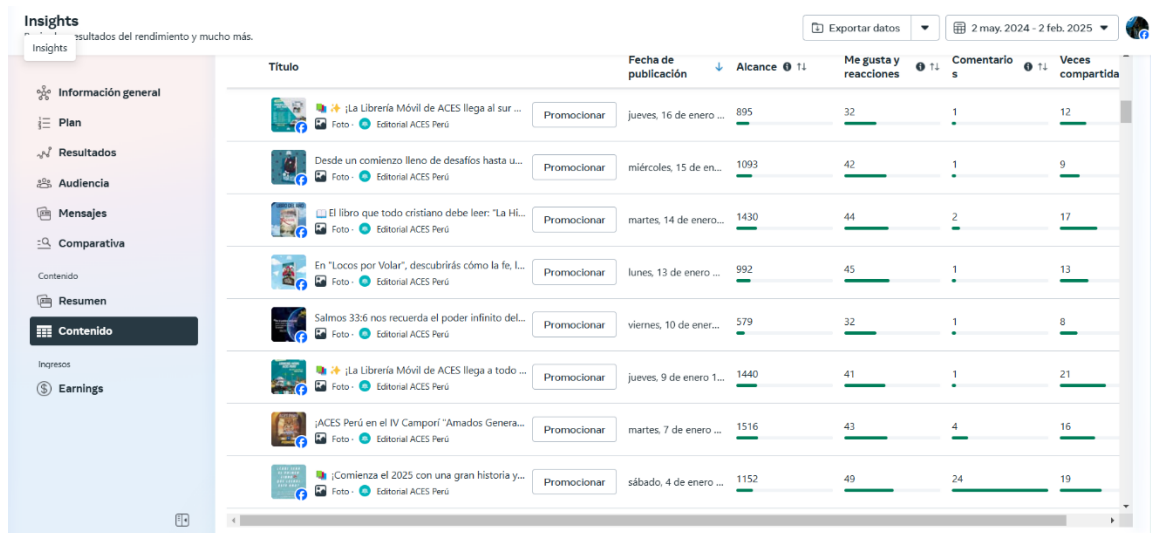 Insights
resultados del rendimiento y mucho más.
Insights
Exportar datos
2 may. 2024 - 2 feb. 2025
Información general
Plan
Resultados
Audiencia
Mensajes
Comparativa
Contenido
Resumen
Contenido
Ingresos
Earnings
Título
Fecha de publicación
Alcance
Me gusta y reacciones
Comentario s
Veces compartida
¡La Librería Móvil de ACES llega al sur ...
Foto · Editorial ACES Perú
Promocionar
jueves, 16 de enero ...
895
32
1
12
Desde un comienzo lleno de desafíos hasta u...
Foto · Editorial ACES Perú
Promocionar
miércoles, 15 de en...
1093
42
1
9
El libro que todo cristiano debe leer: "La Hi...
Foto · Editorial ACES Perú
Promocionar
martes, 14 de enero...
1430
44
2
17
En "Locos por Volar", descubrirás cómo la fe, l...
Foto · Editorial ACES Perú
Promocionar
lunes, 13 de enero ...
992
45
1
13
Salmos 33:6 nos recuerda el poder infinito del...
Foto · Editorial ACES Perú
Promocionar
viernes, 10 de ener...
579
32
1
8
¡La Librería Móvil de ACES llega a todo ...
Foto · Editorial ACES Perú
Promocionar
jueves, 9 de enero 1...
1440
41
1
21
¡ACES Perú en el IV Camporí "Amados Genera...
Foto · Editorial ACES Perú
Promocionar
martes, 7 de enero ...
1516
43
4
16
¡Comienza el 2025 con una gran historia y...
Foto · Editorial ACES Perú
Promocionar
sábado, 4 de enero ...
1152
49
24
19